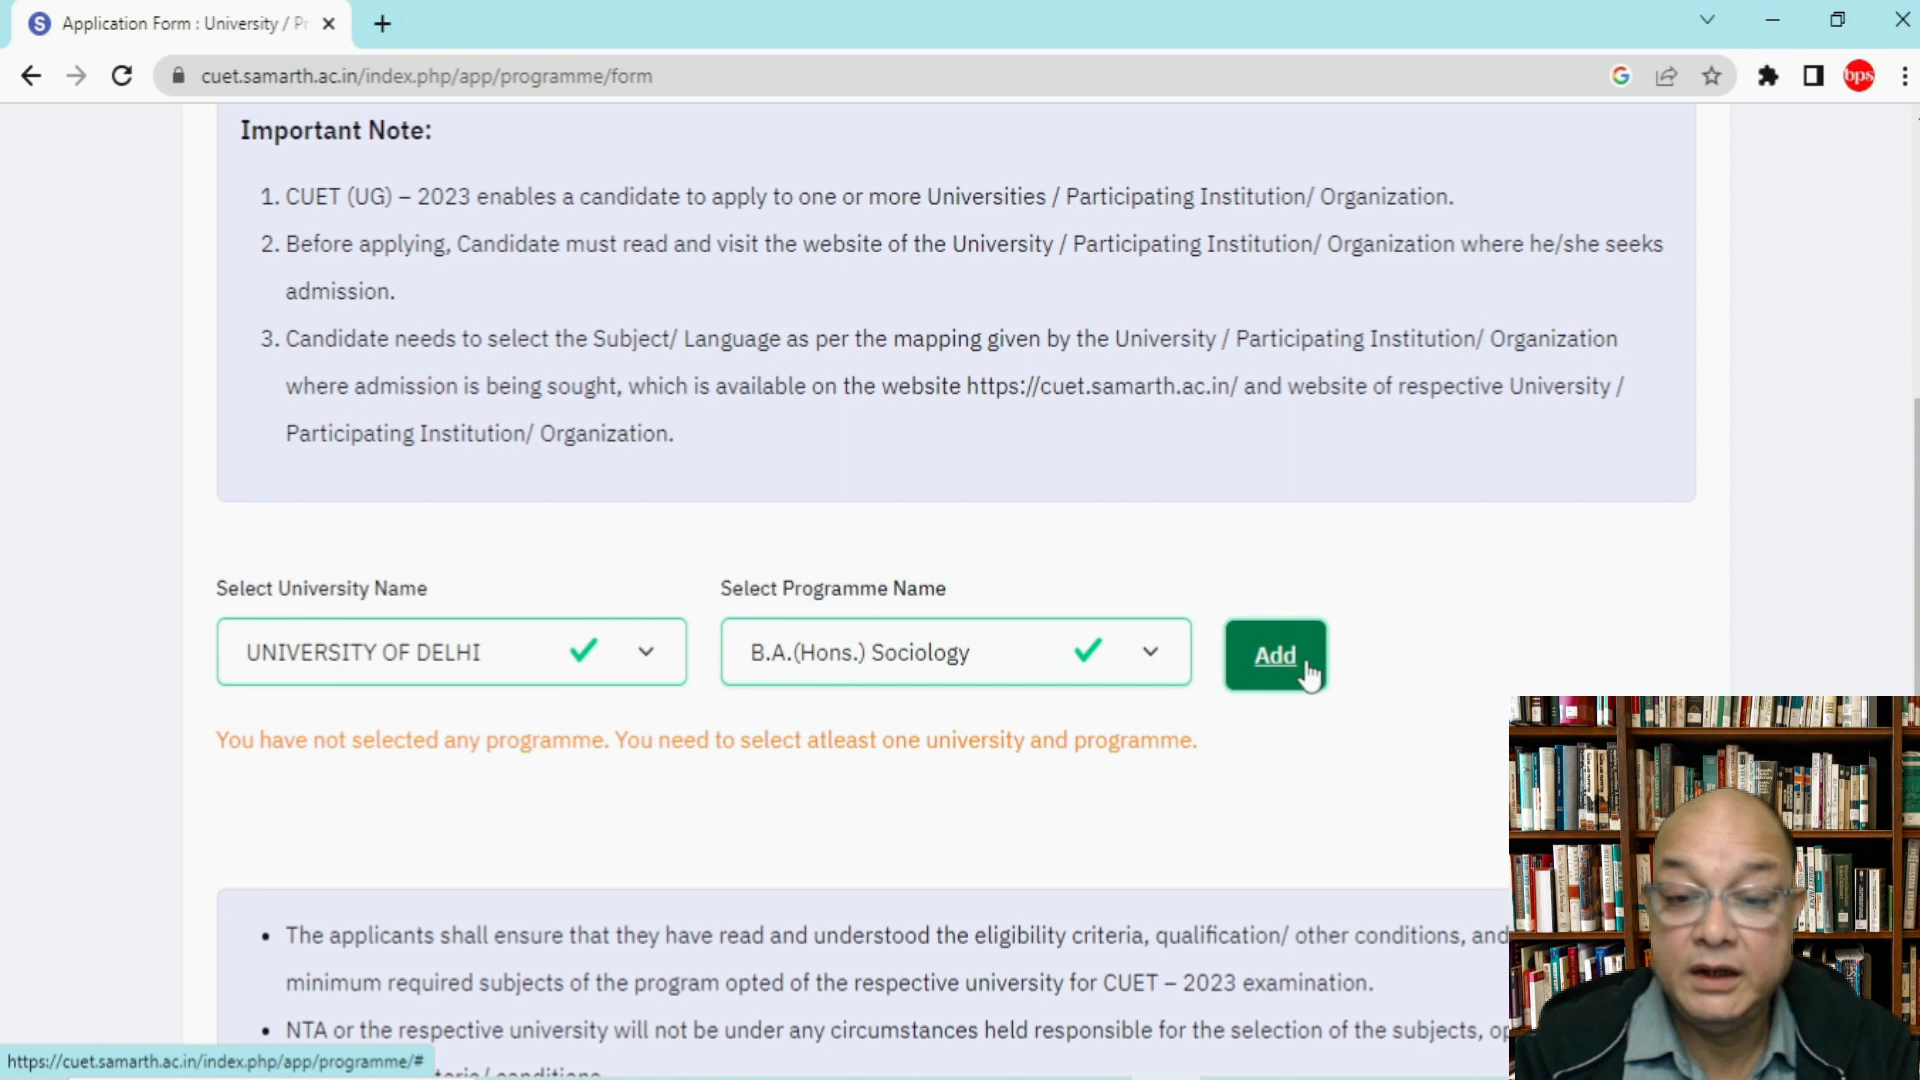 Application Form : University / Pr
cuet.samarth.ac.in/index.php/app/programme/form
bps
Important Note:
1. CUET (UG) – 2023 enables a candidate to apply to one or more Universities / Participating Institution/ Organization.
2. Before applying, Candidate must read and visit the website of the University / Participating Institution/ Organization where he/she seeks
admission.
3. Candidate needs to select the Subject/ Language as per the mapping given by the University / Participating Institution/ Organization
where admission is being sought, which is available on the website https://cuet.samarth.ac.in/ and website of respective University /
Participating Institution/ Organization.
Select University Name
Select Programme Name
UNIVERSITY OF DELHI
B.A.(Hons.) Sociology
Add
You have not selected any programme. You need to select atleast one university and programme.
• The applicants shall ensure that they have read and understood the eligibility criteria, qualification/ other conditions, and
minimum required subjects of the program opted of the respective university for CUET – 2023 examination.
• NTA or the respective university will not be under any circumstances held responsible for the selection of the subjects, op
https://cuet.samarth.ac.in/index.php/app/programme/#